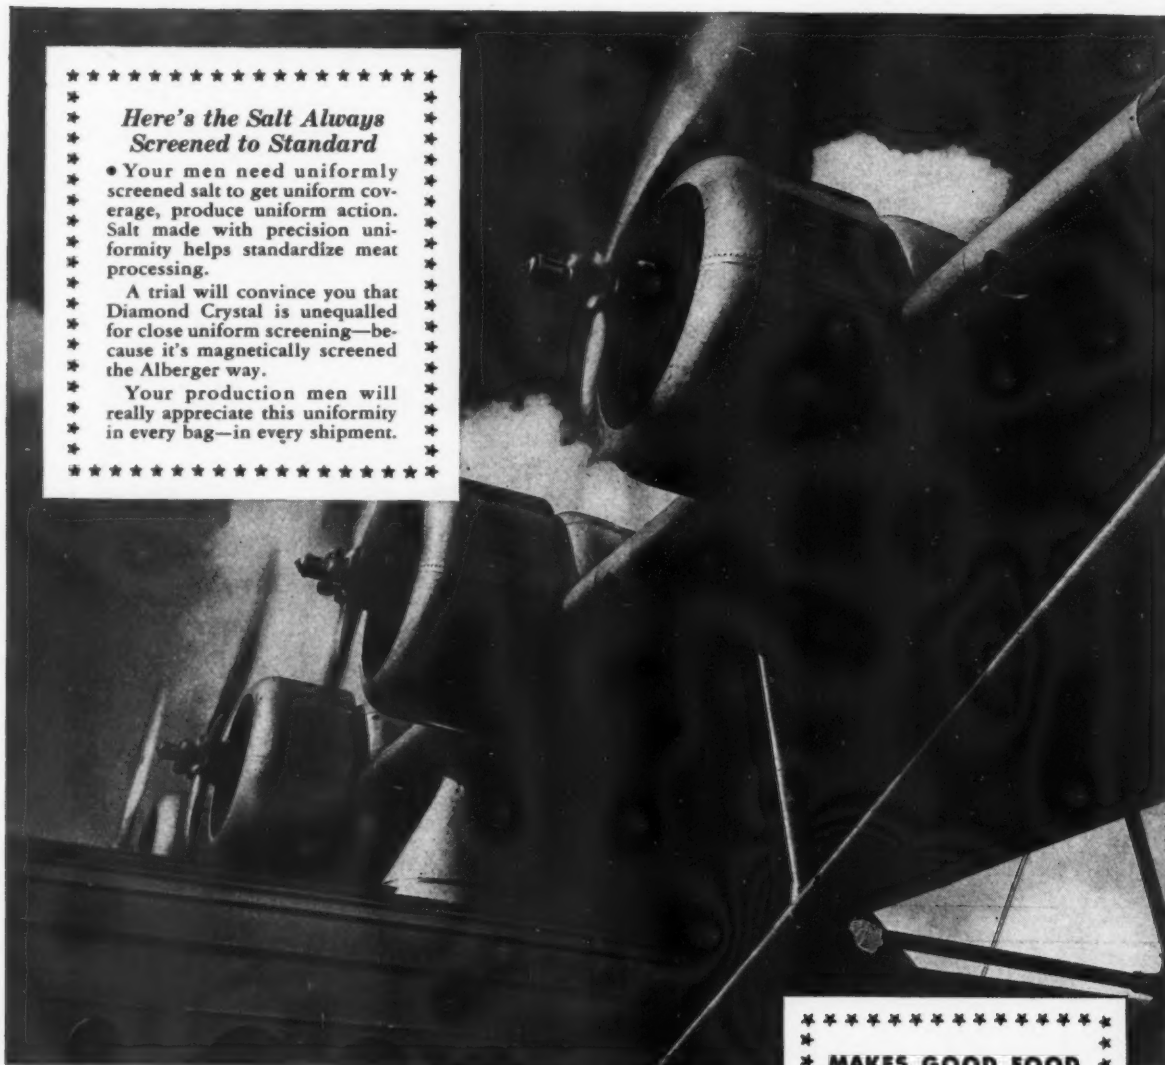 Here's the Salt Always
Screened to Standard
• Your men need uniformly
screened salt to get uniform cov-
erage, produce uniform action.
Salt made with precision uni-
formity helps standardize meat
processing.
A trial will convince you that
Diamond Crystal is unequalled
for close uniform screening—be-
cause it's magnetically screened
the Alberger way.
Your production men will
really appreciate this uniformity
in every bag—in every shipment.
MAKES GOOD FOOD